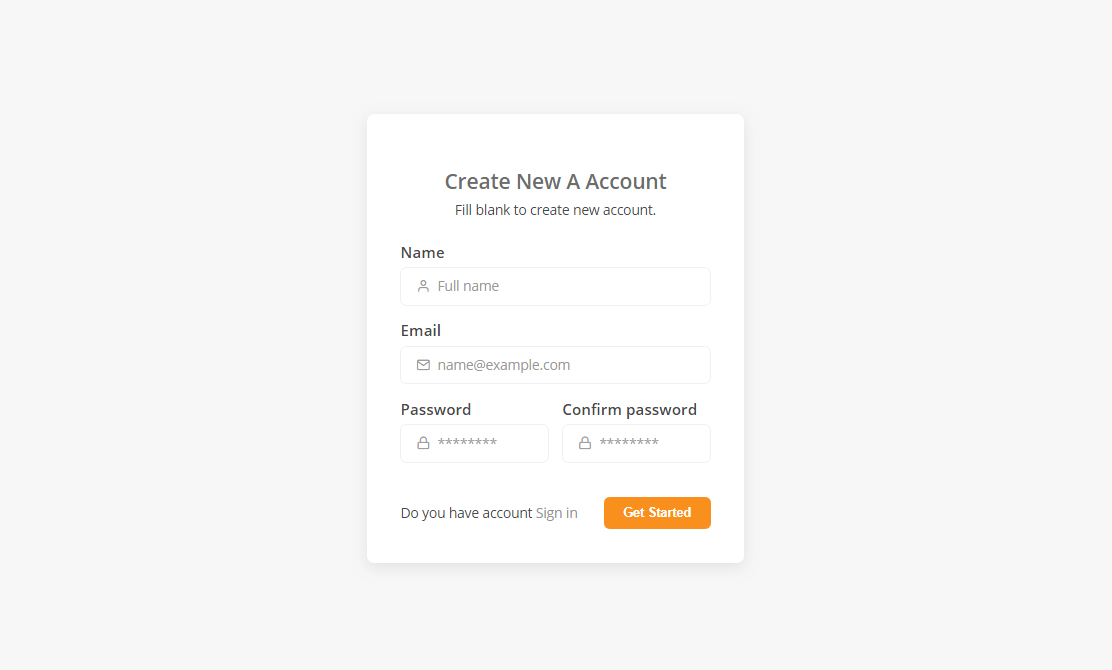 Create New A Account
Fill blank to create new account.
Name
Full name
Email
name@example.com
Password Confirm password
******** ********
Do you have account Sign in Get Started